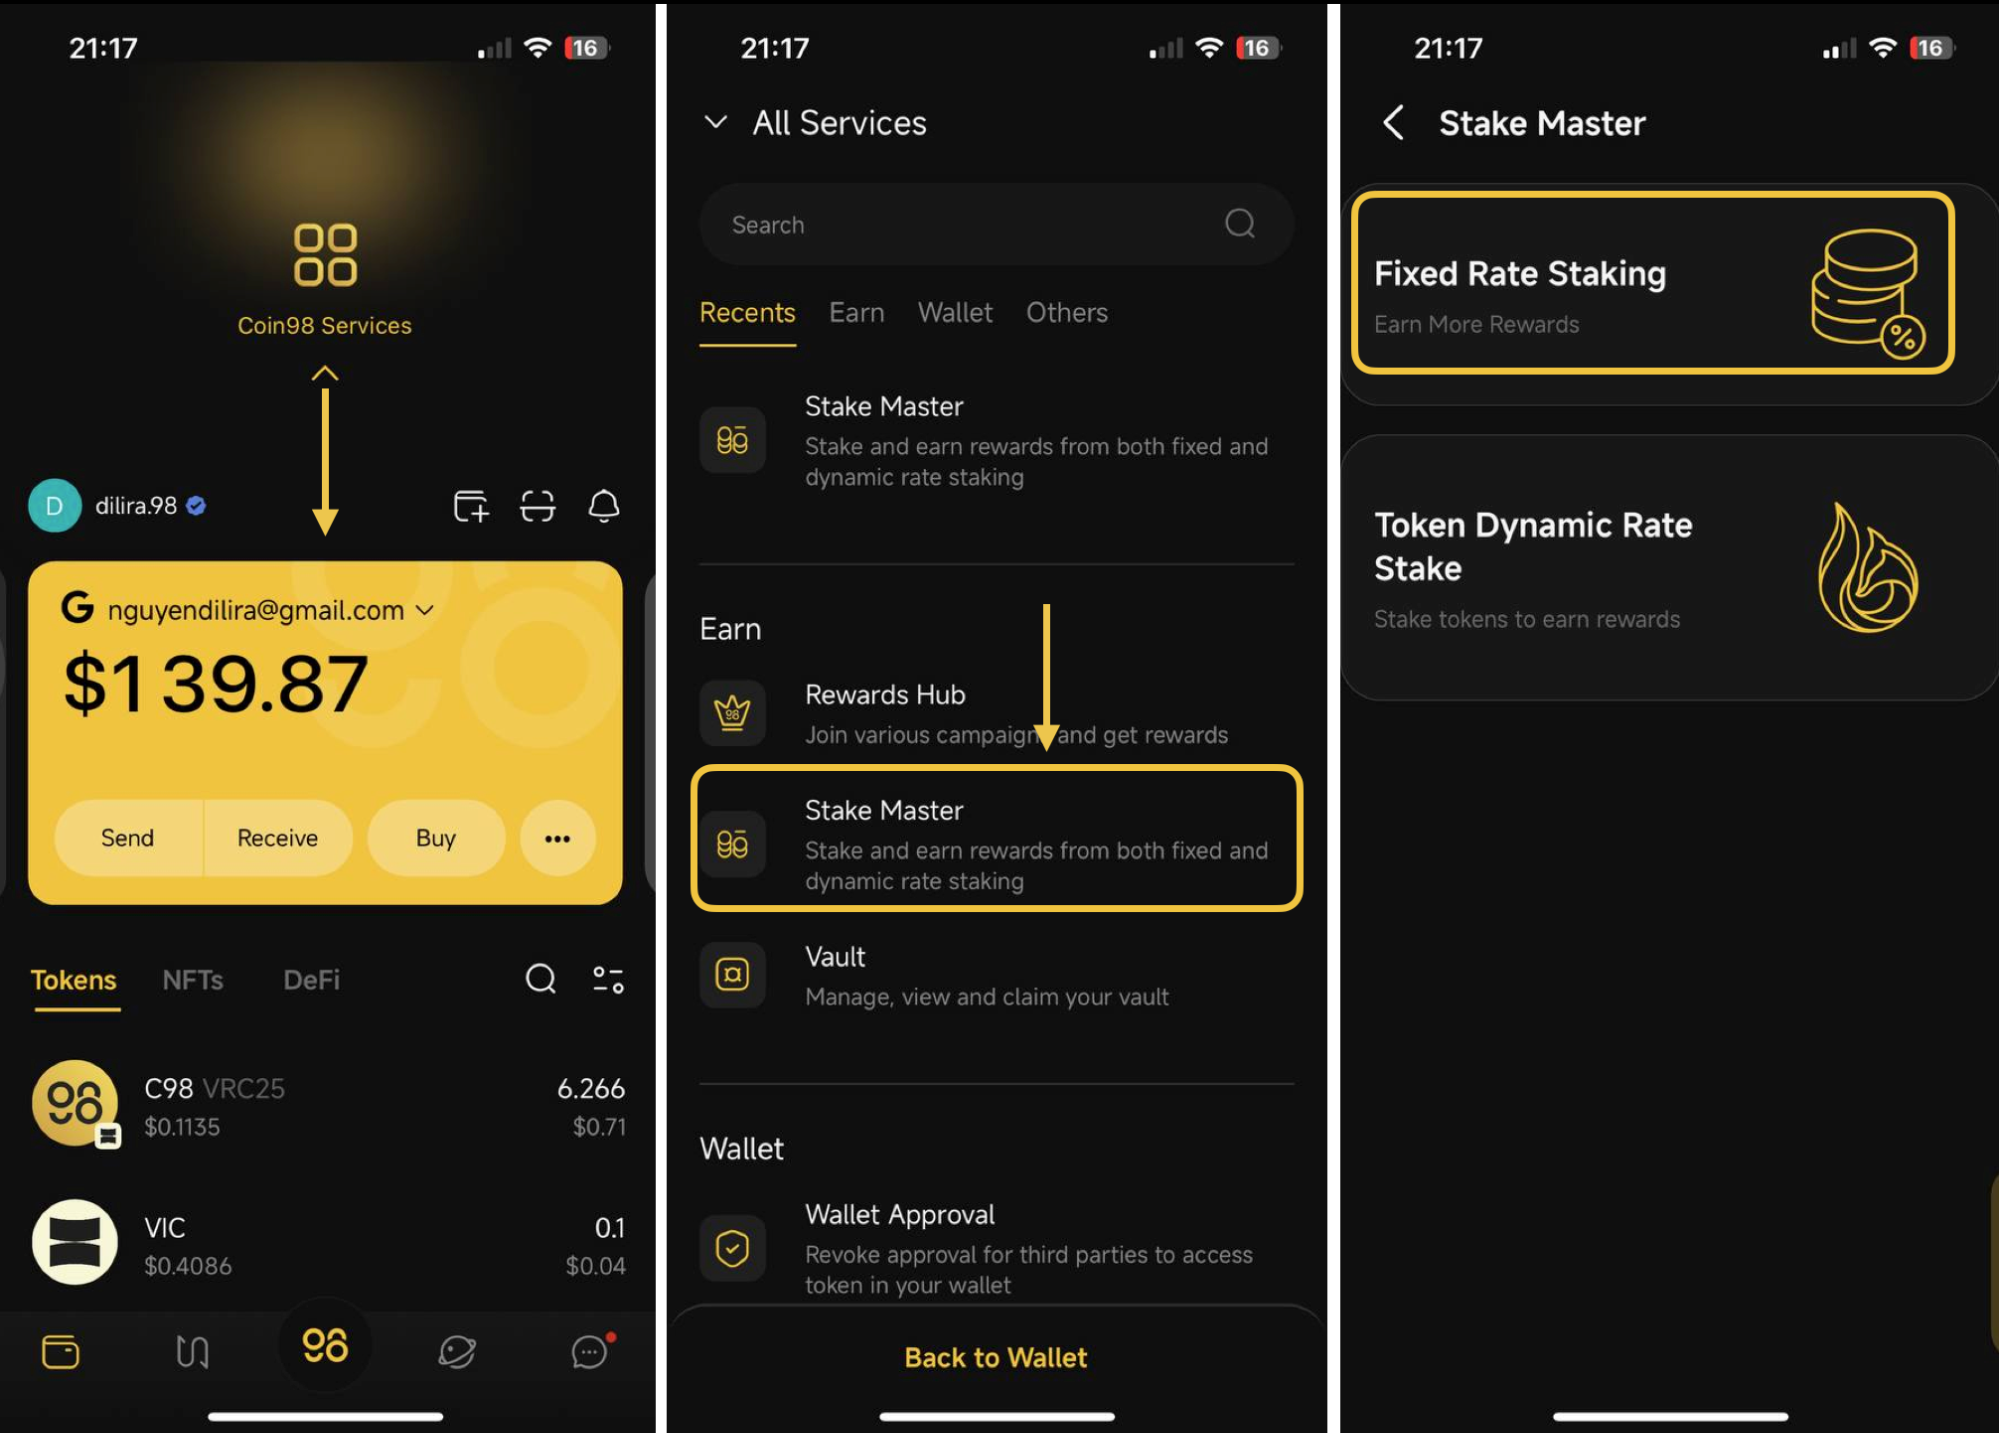 21:17
16
Coin98 Services
D
dilira.98
G nguyendilira@gmail.com
$139.87
Send
Receive
Buy
Tokens
NFTs
DeFi
C98 VRC25
6.266
$0.1135
$0.71
VIC
0.1
$0.4086
$0.04
21:17
16
All Services
Search
Recents
Earn
Wallet
Others
Stake Master
Stake and earn rewards from both fixed and
dynamic rate staking
Earn
Rewards Hub
98
Join various campaign and get rewards
Stake Master
Stake and earn rewards from both fixed and
dynamic rate staking
Vault
Manage, view and claim your vault
Wallet
Wallet Approval
Revoke approval for third parties to access
token in your wallet
Back to Wallet
21:17
16
Stake Master
Fixed Rate Staking
Earn More Rewards
%
Token Dynamic Rate
Stake
Stake tokens to earn rewards